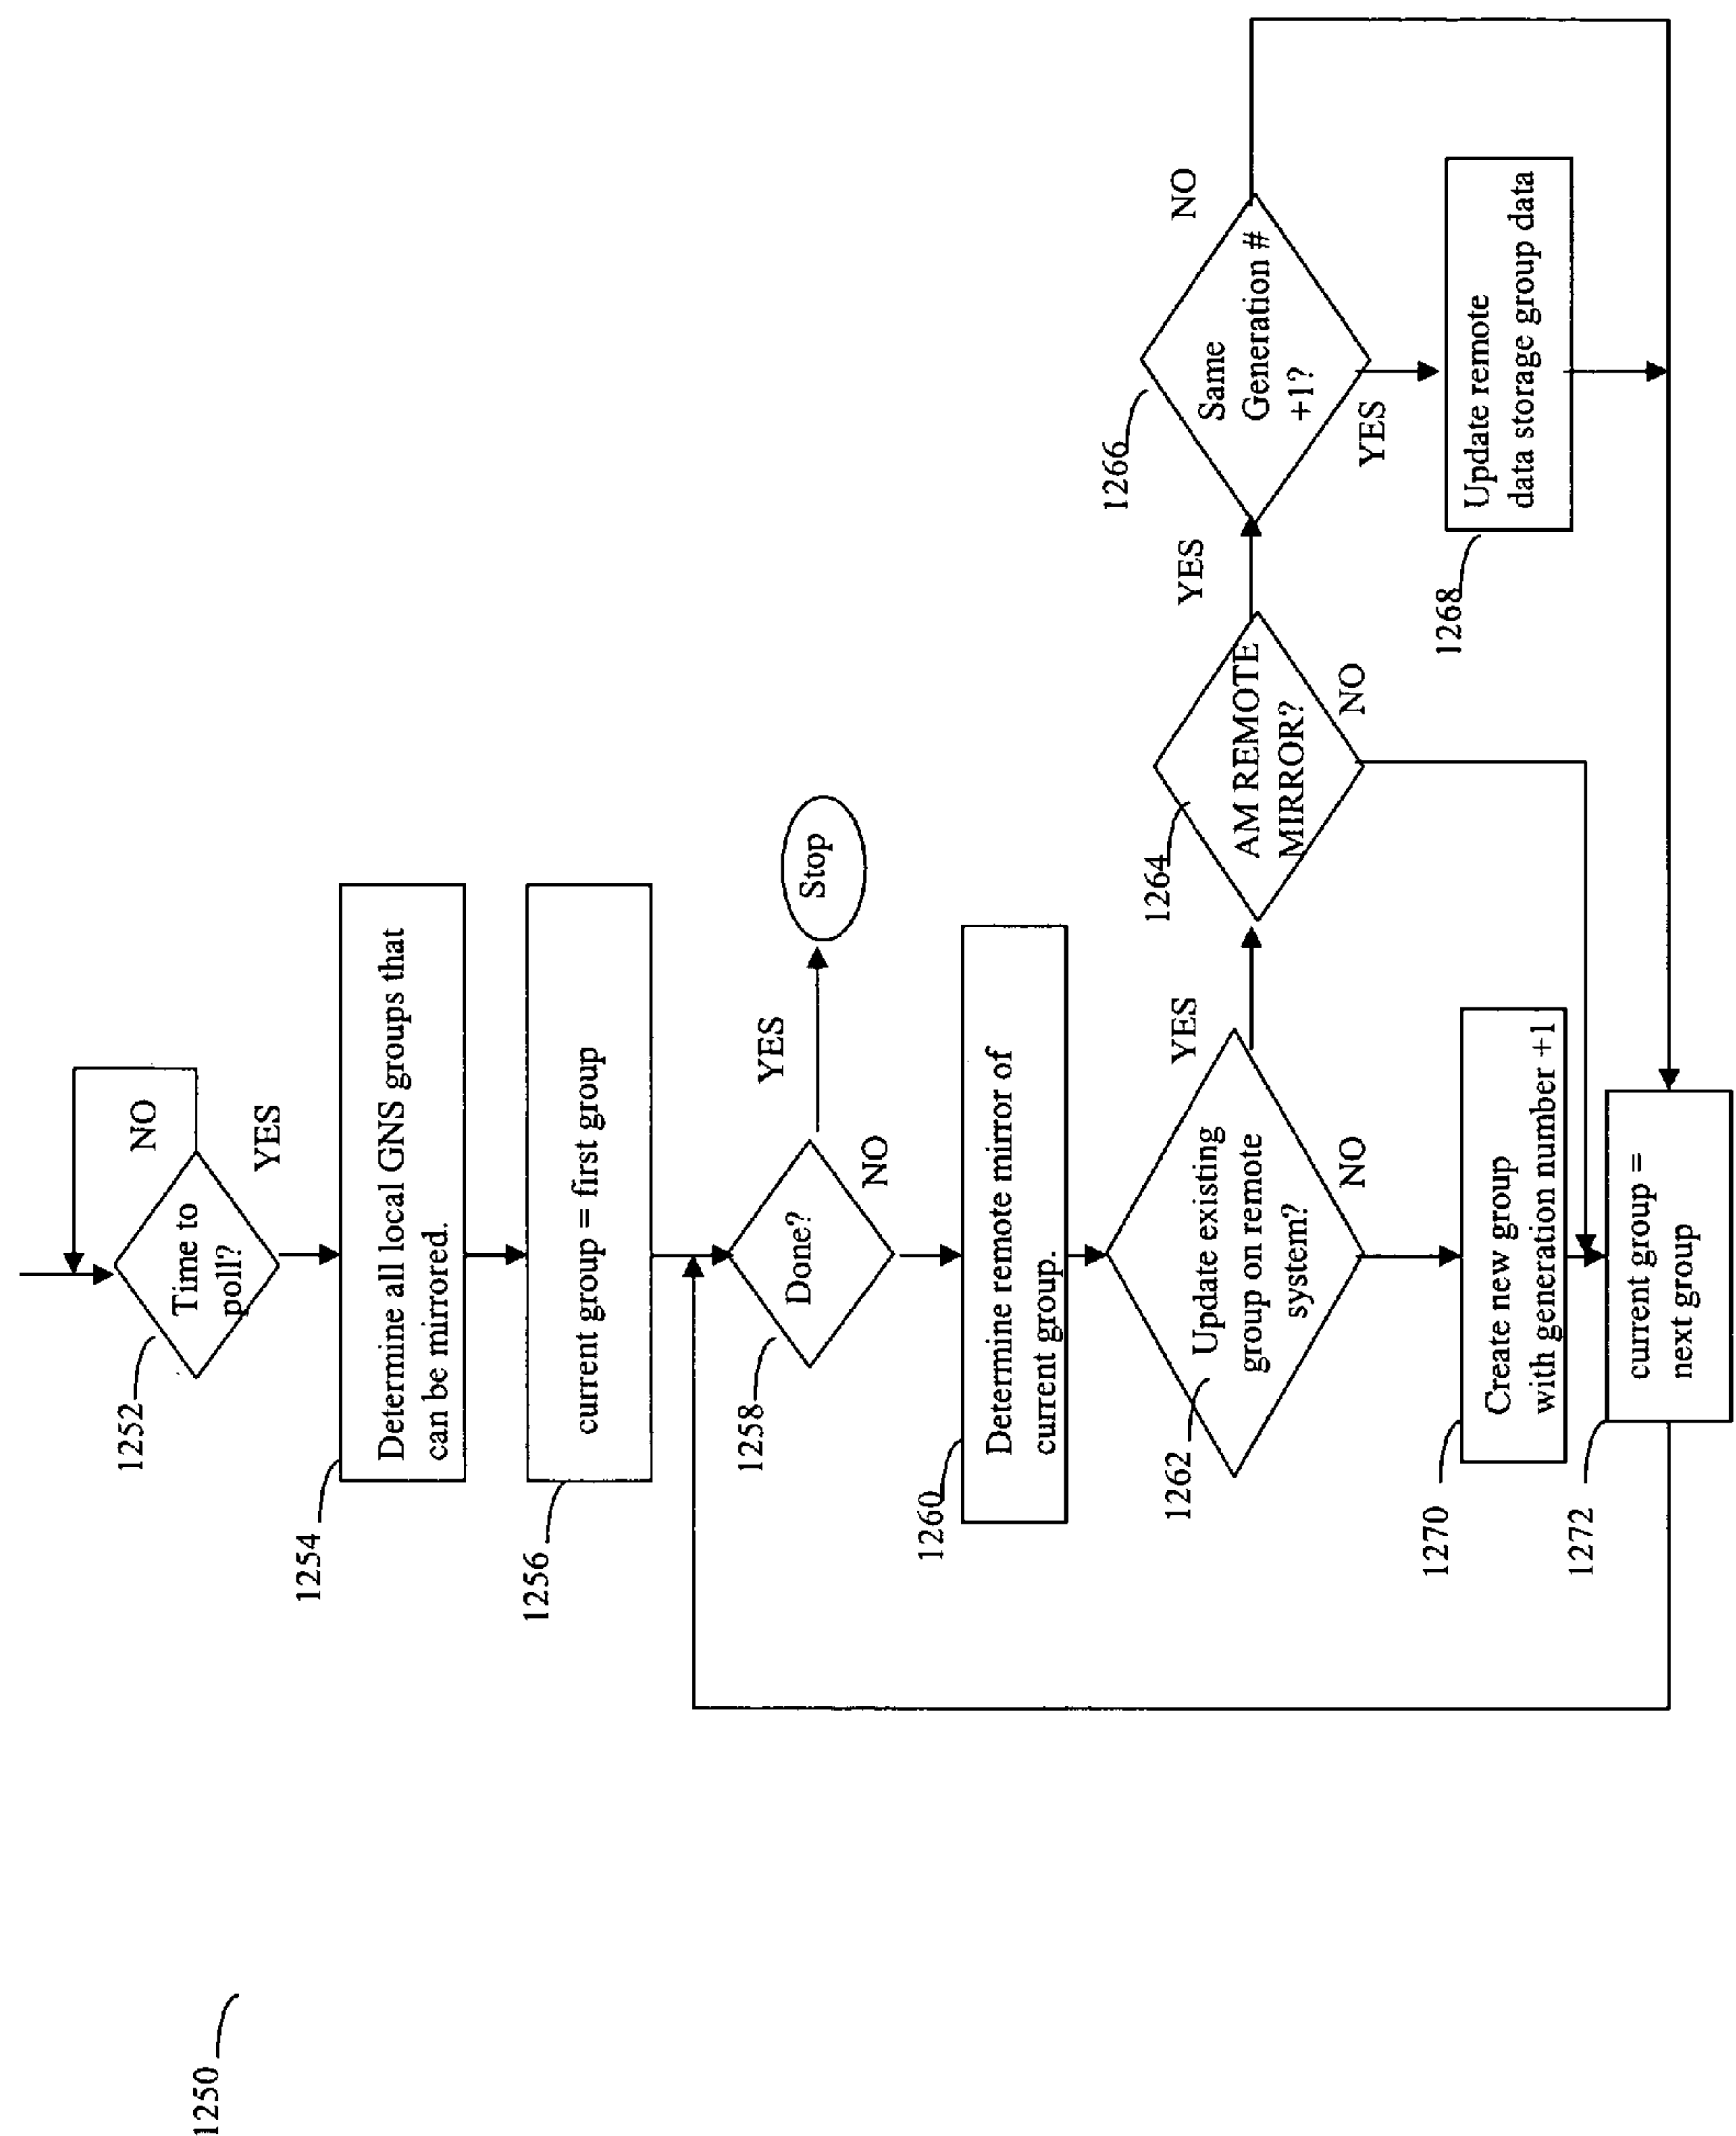 1250
1252
Time to
poll?
NO
YES
1254
Determine all local GNS groups that
can be mirrored.
1256
current group = first group
1258
Done?
YES
Stop
NO
1260
Determine remote mirror of
current group.
1262
Update existing
group on remote
system?
YES
NO
1264
AM REMOTE
MIRROR?
YES
NO
1266
Same
Generation #
+1?
NO
YES
1268
Update remote
data storage group data
1270
Create new group
with generation number +1
1272
current group =
next group